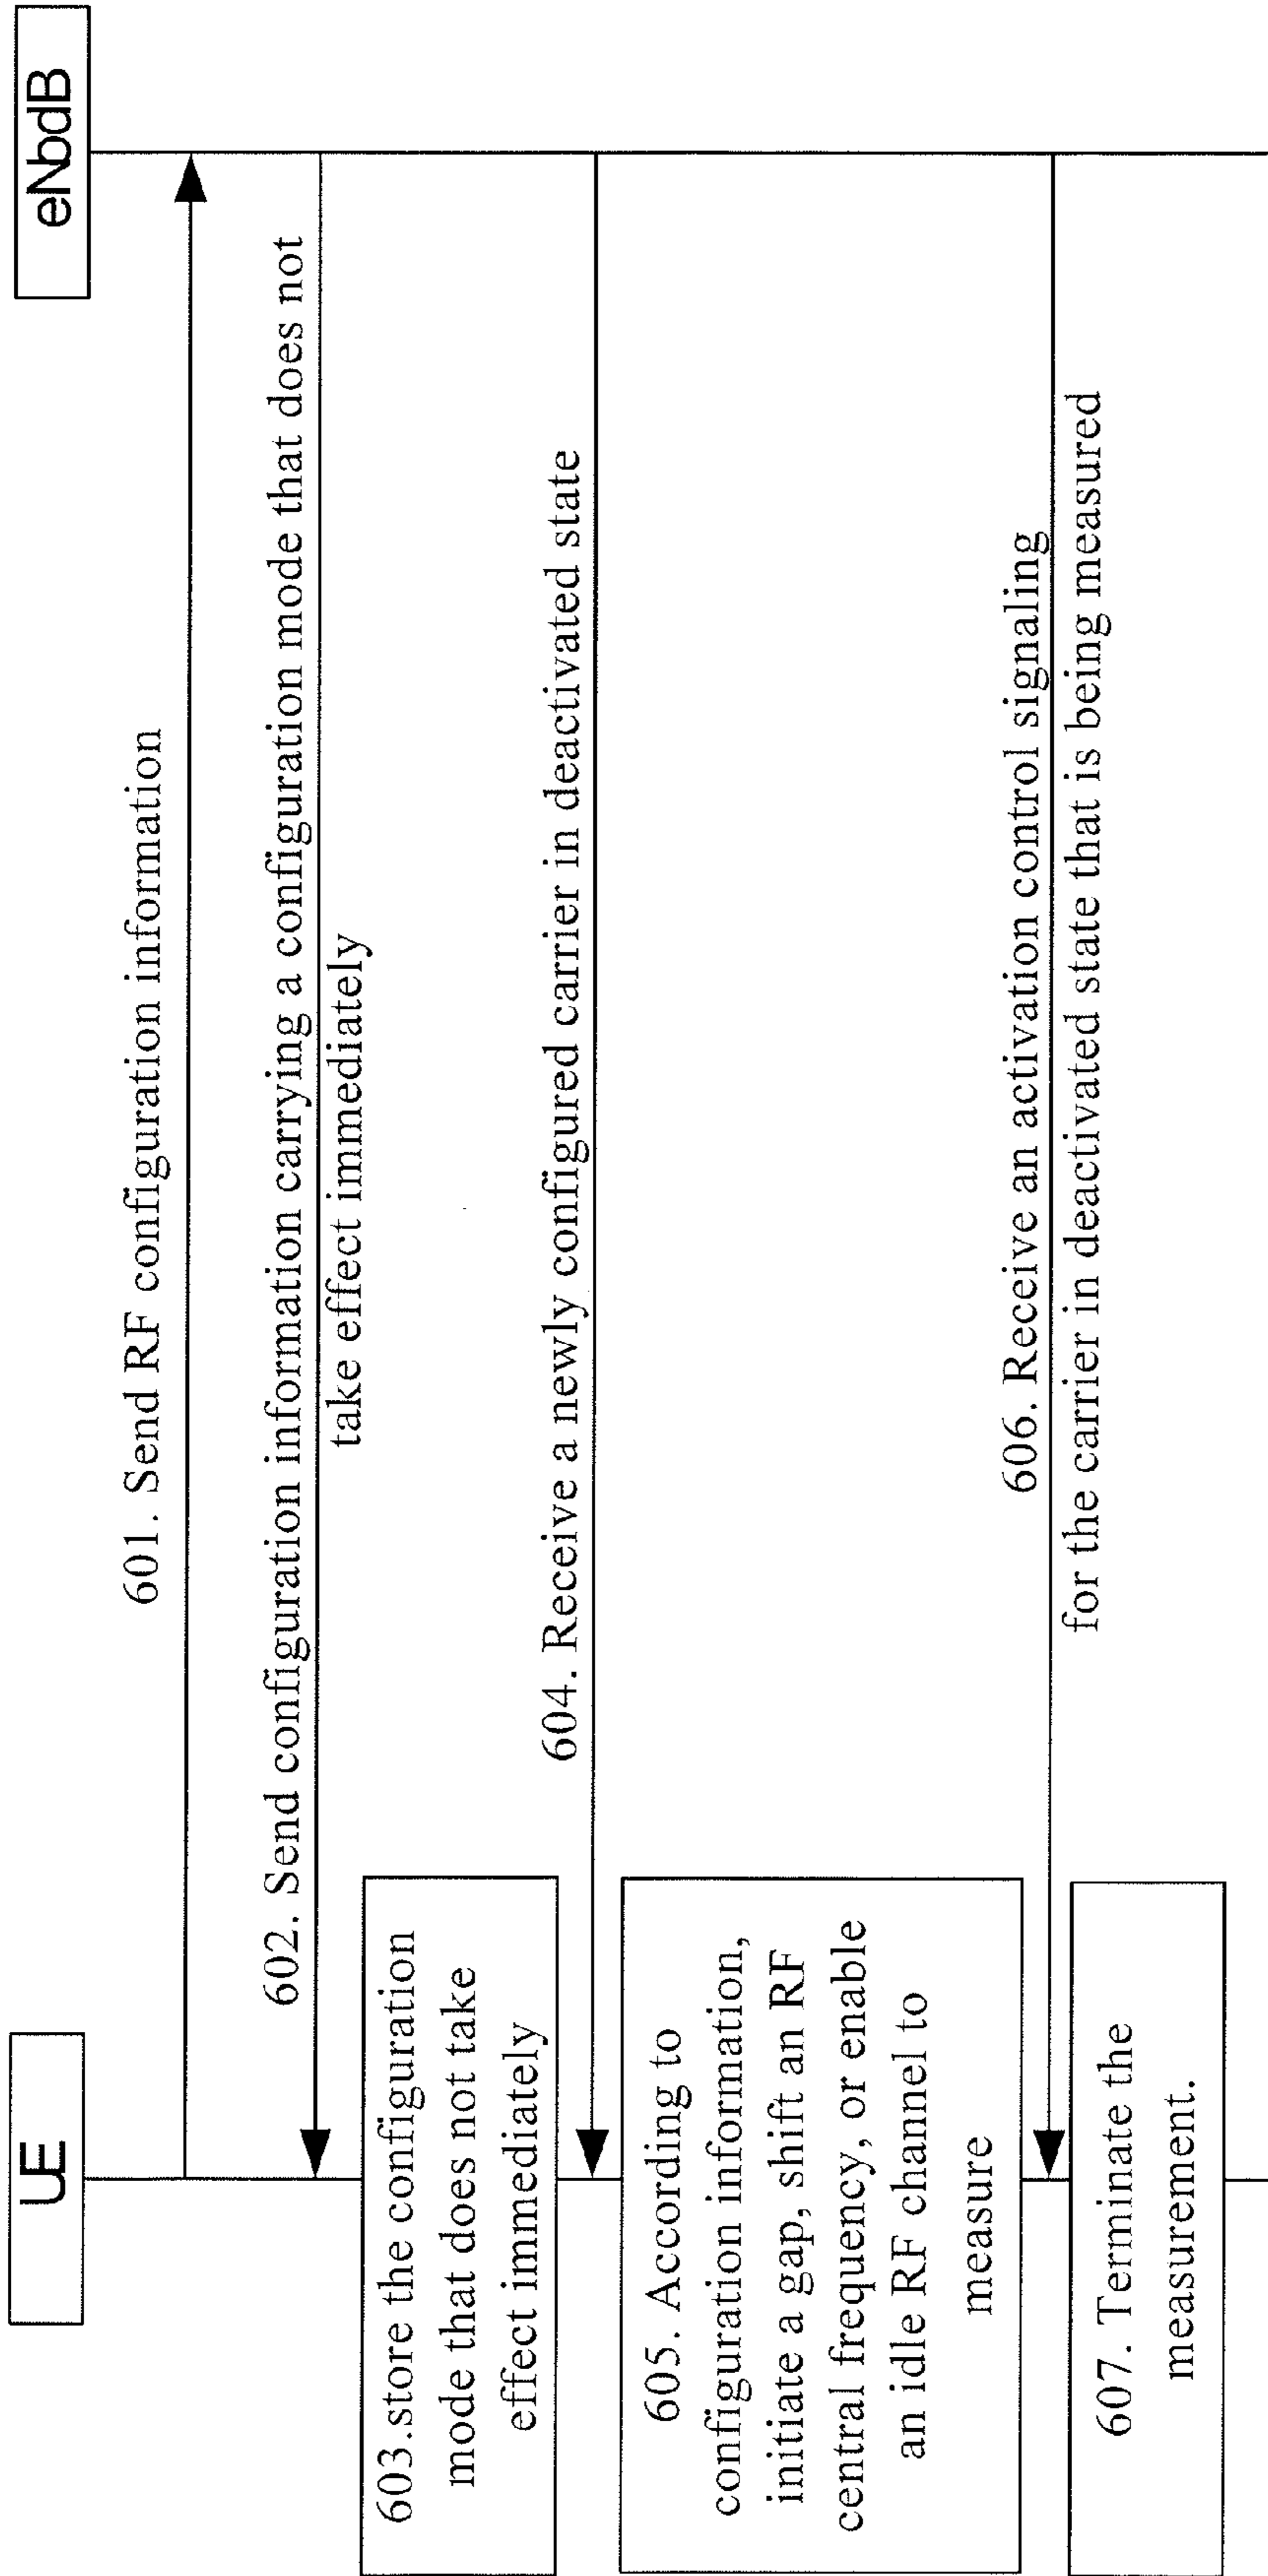 UE
eNbdB
601. Send RF configuration information
602. Send configuration information carrying a configuration mode that does not
take effect immediately
603.store the configuration
mode that does not take
effect immediately
604. Receive a newly configured carrier in deactivated state
605. According to
configuration information,
initiate a gap, shift an RF
central frequency, or enable
an idle RF channel to
measure
606. Receive an activation control signaling
for the carrier in deactivated state that is being measured
607. Terminate the
measurement.